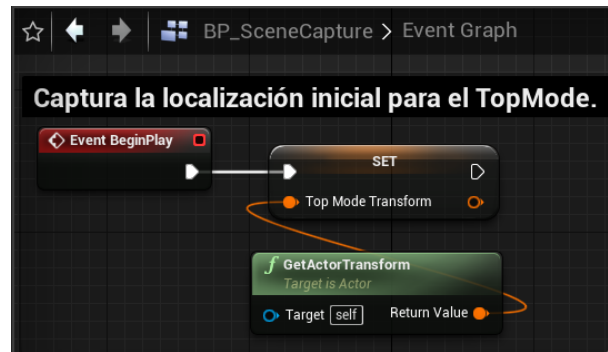 BP_SceneCapture > Event Graph
Captura la localización inicial para el TopMode.
Event BeginPlay
SET
Top Mode Transform
f GetActorTransform
Target is Actor
Target self Return Value